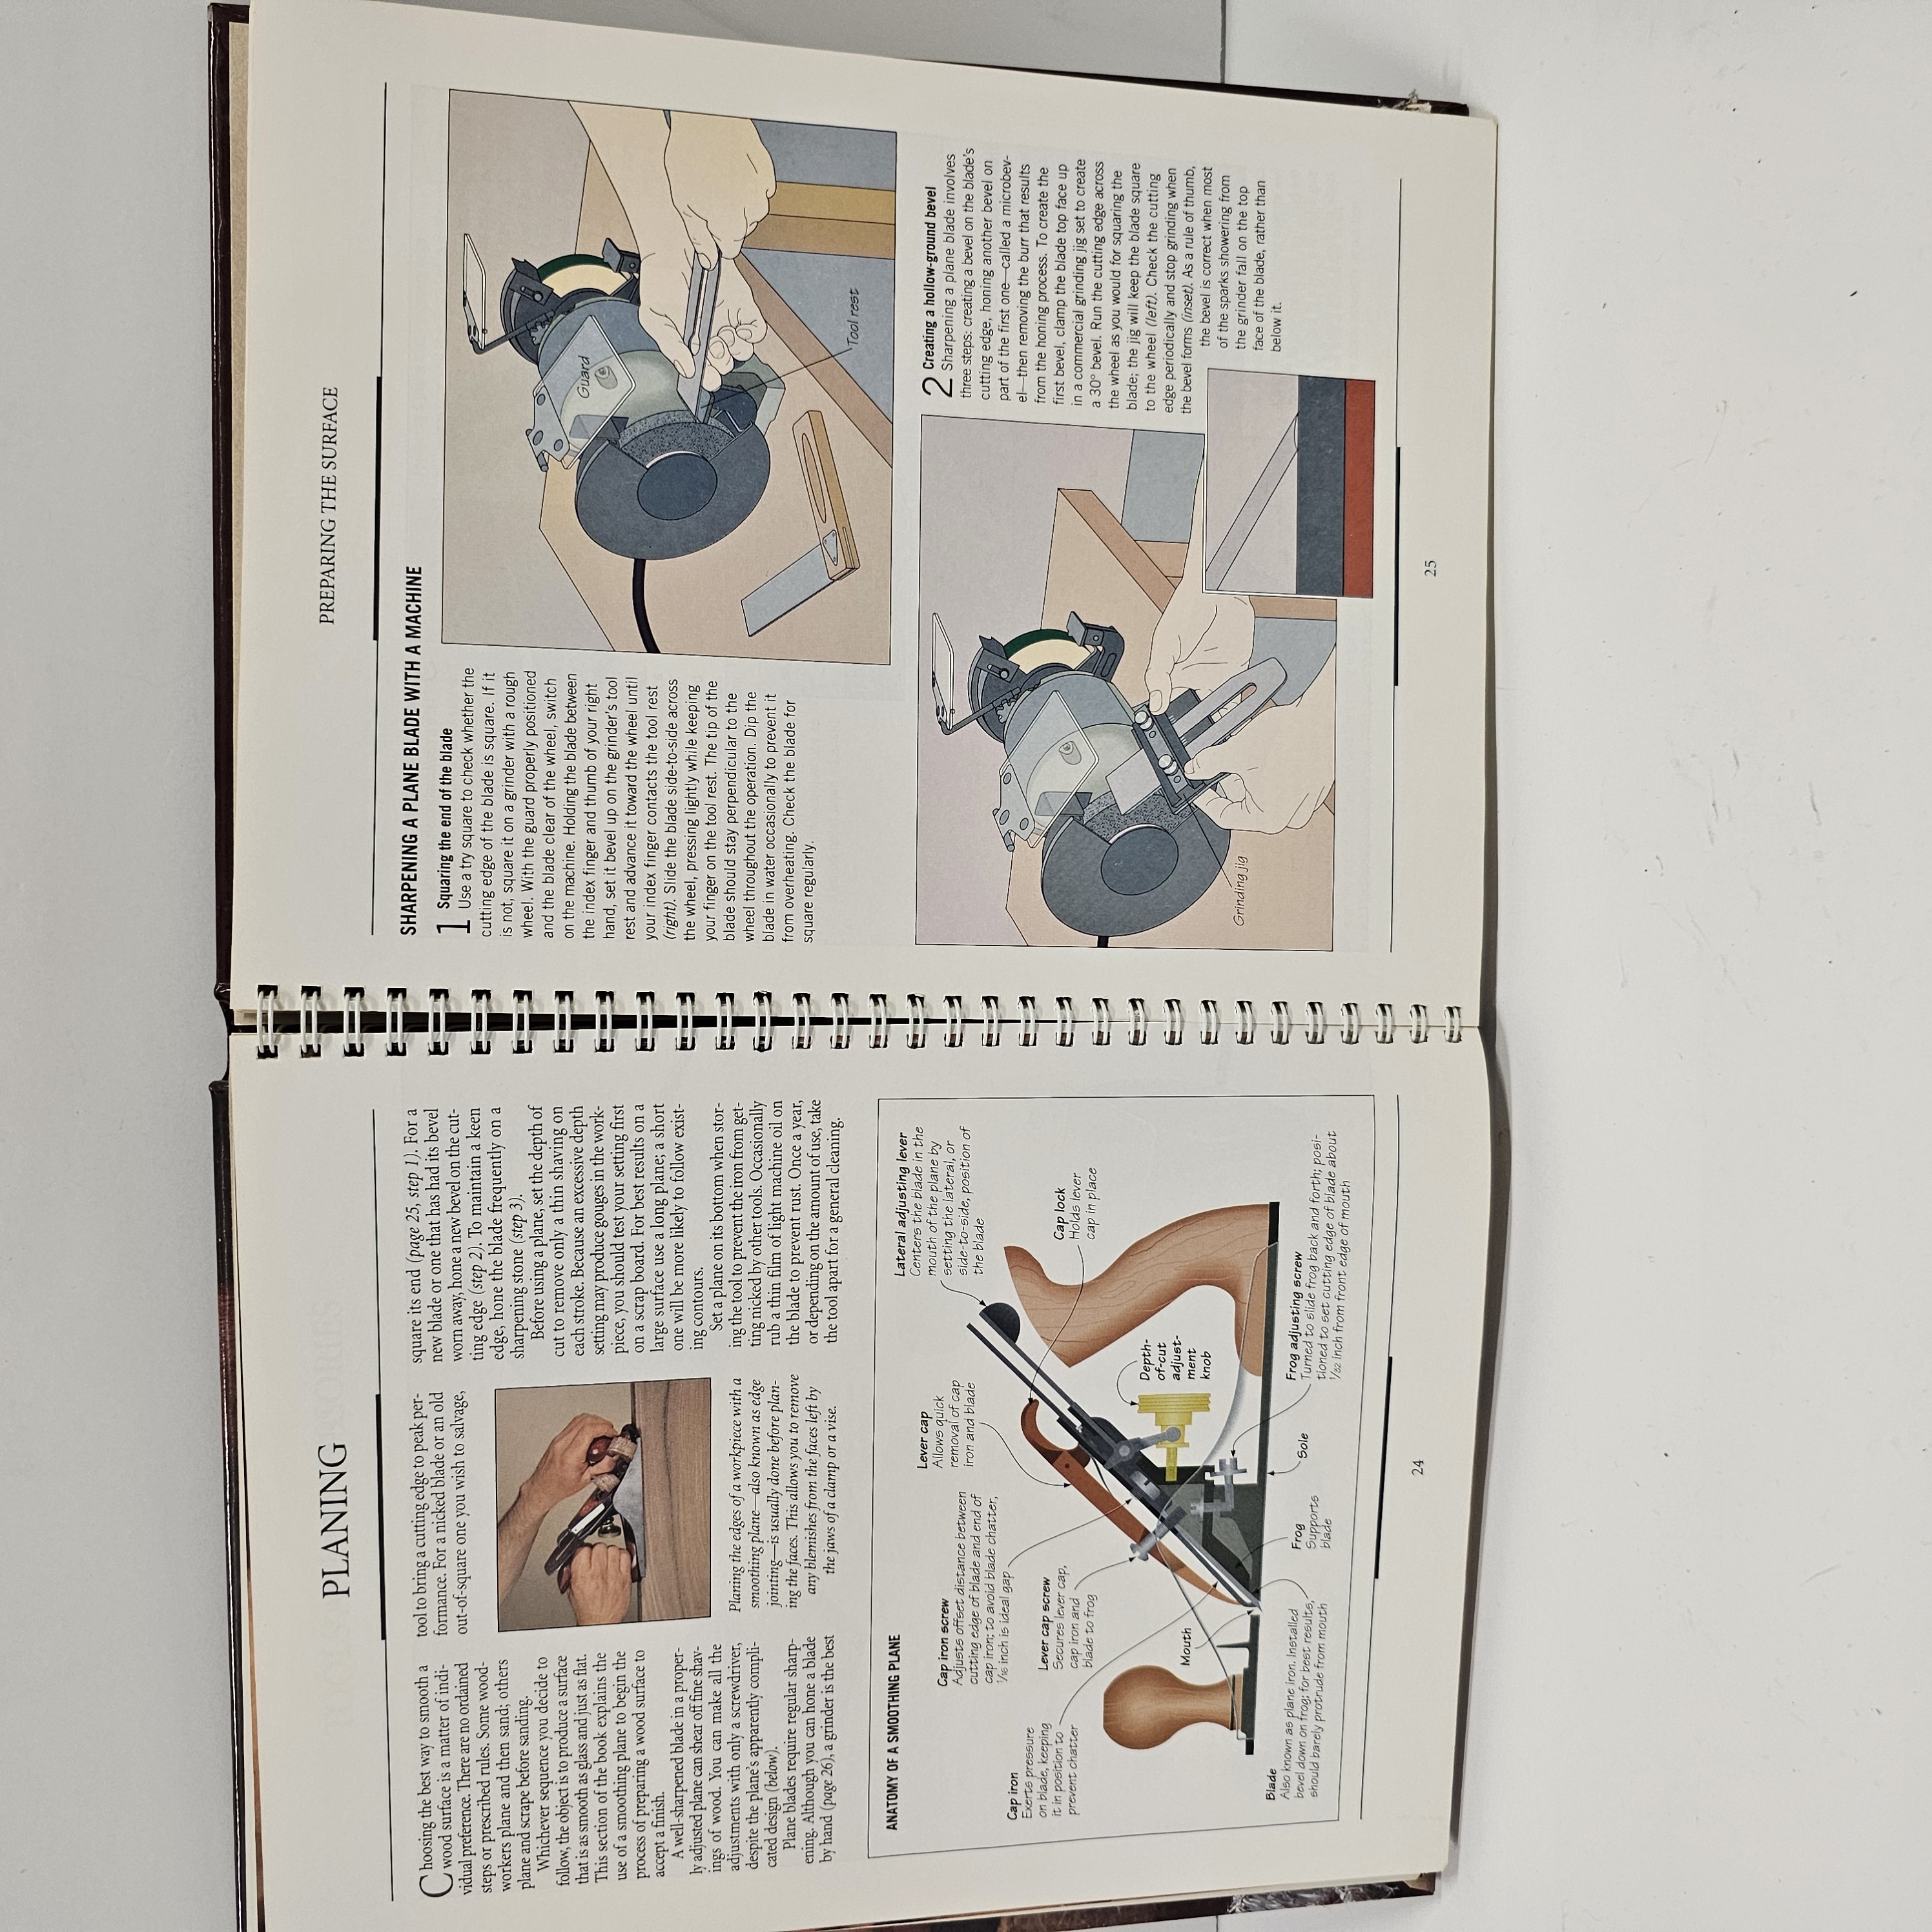 PLANING
Choosing the best way to smooth a
wood surface is a matter of indi-
vidual preference. There are no ordained
steps or prescribed rules. Some wood-
workers plane and then sand; others
plane and scrape before sanding.
Whichever sequence you decide to
follow, the object is to produce a surface
that is as smooth as glass and just as flat.
This section of the book explains the
use of a smoothing plane to begin the
process of preparing a wood surface to
accept a finish.
A well-sharpened blade in a proper-
ly adjusted plane can shear off fine shav-
ings of wood. You can make all the
adjustments with only a screwdriver,
despite the plane's apparently compli-
cated design (below).
Plane blades require regular sharp-
ening. Although you can hone a blade
by hand (page 26), a grinder is the best
tool to bring a cutting edge to peak per-
formance. For a nicked blade or an old
out-of-square one you wish to salvage,
Planing the edges of a workpiece with a
smoothing plane—also known as edge
jointing—is usually done before plan-
ing the faces. This allows you to remove
any blemishes from the faces left by
the jaws of a clamp or a vise.
square its end (page 25, step 1). For a
new blade or one that has had its bevel
worn away, hone a new bevel on the cut-
ting edge (step 2). To maintain a keen
edge, hone the blade frequently on a
sharpening stone (step 3).
Before using a plane, set the depth of
cut to remove only a thin shaving on
each stroke. Because an excessive depth
setting may produce gouges in the work-
piece, you should test your setting first
on a scrap board. For best results on a
large surface use a long plane; a short
one will be more likely to follow exist-
ing contours.
Set a plane on its bottom when stor-
ing the tool to prevent the iron from get-
ting nicked by other tools. Occasionally
rub a thin film of light machine oil on
the blade to prevent rust. Once a year,
or depending on the amount of use, take
the tool apart for a general cleaning.
ANATOMY OF A SMOOTHING PLANE
Lateral adjusting lever
Centers the blade in the
mouth of the plane by
setting the lateral, or
side-to-side, position of
the blade
Lever cap
Allows quick
removal of cap
iron and blade
Cap iron screw
Adjusts offset distance between
cutting edge of blade and end of
cap iron; to avoid blade chatter,
1/16 inch is ideal gap
Cap iron
Exerts pressure
on blade, keeping
it in position to
prevent chatter
Lever cap screw
Secures lever cap,
cap iron and
blade to frog
Cap lock
Holds lever
cap in place
Depth-
of-cut
adjust-
ment
knob
Mouth
Blade
Also known as plane iron. Installed
bevel down on frog; for best results,
should barely protrude from mouth
Frog
Supports
blade
Sole
Frog adjusting screw
Turned to slide frog back and forth; posi-
tioned to set cutting edge of blade about
1/32 inch from front edge of mouth
24
PREPARING THE SURFACE
SHARPENING A PLANE BLADE WITH A MACHINE
1 Squaring the end of the blade
Use a try square to check whether the
cutting edge of the blade is square. If it
is not, square it on a grinder with a rough
wheel. With the guard properly positioned
and the blade clear of the wheel, switch
on the machine. Holding the blade between
the index finger and thumb of your right
hand, set it bevel up on the grinder's tool
rest and advance it toward the wheel until
your index finger contacts the tool rest
(right). Slide the blade side-to-side across
the wheel, pressing lightly while keeping
your finger on the tool rest. The tip of the
blade should stay perpendicular to the
wheel throughout the operation. Dip the
blade in water occasionally to prevent it
from overheating. Check the blade for
square regularly.
Guard
Tool rest
2 Creating a hollow-ground bevel
Sharpening a plane blade involves
three steps: creating a bevel on the blade's
cutting edge, honing another bevel on
part of the first one—called a microbev-
el—then removing the burr that results
from the honing process. To create the
first bevel, clamp the blade top face up
in a commercial grinding jig set to create
a 30° bevel. Run the cutting edge across
the wheel as you would for squaring the
blade; the jig will keep the blade square
to the wheel (left). Check the cutting
edge periodically and stop grinding when
the bevel forms (inset). As a rule of thumb,
the bevel is correct when most
of the sparks showering from
the grinder fall on the top
face of the blade, rather than
below it.
Grinding jig
25